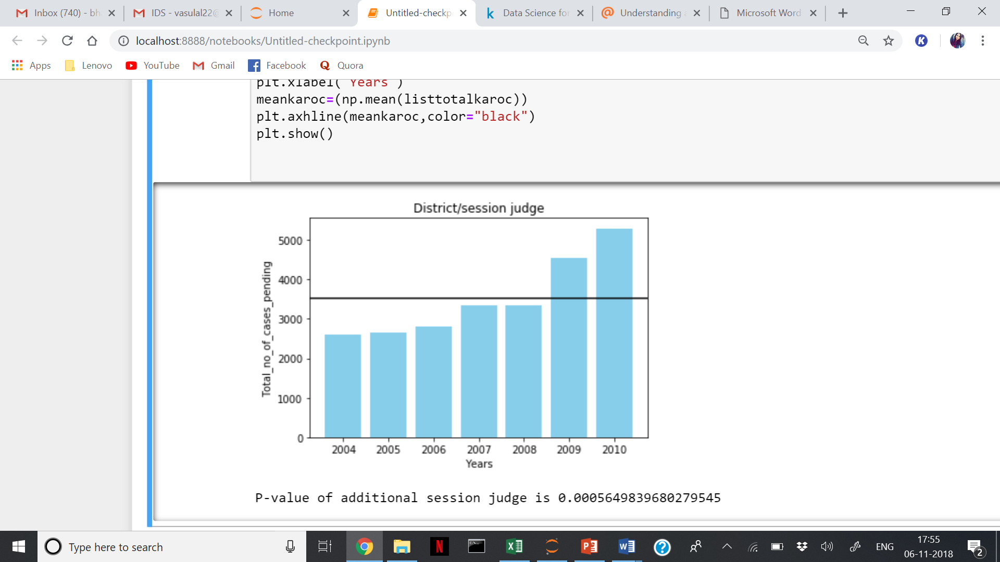 Inbox (740) - bh
IDS - vasulal22@
Home
Untitled-checkp
Data Science for
Understanding
Microsoft Word
localhost:8888/notebooks/Untitled-checkpoint.ipynb
K
Apps
Lenovo
YouTube
Gmail
Facebook
Quora
plt.xlabel("Years")
meankaroc=(np.mean(listtotalkaroc))
plt.axhline(meankaroc,color="black")
plt.show()
District/session judge
Total_no_of_cases_pending
5000
4000
3000
2000
1000
0
2004 2005 2006 2007 2008 2009 2010
Years
P-value of additional session judge is 0.0005649839680279545
Type here to search
ENG
17:55
06-11-2018
2